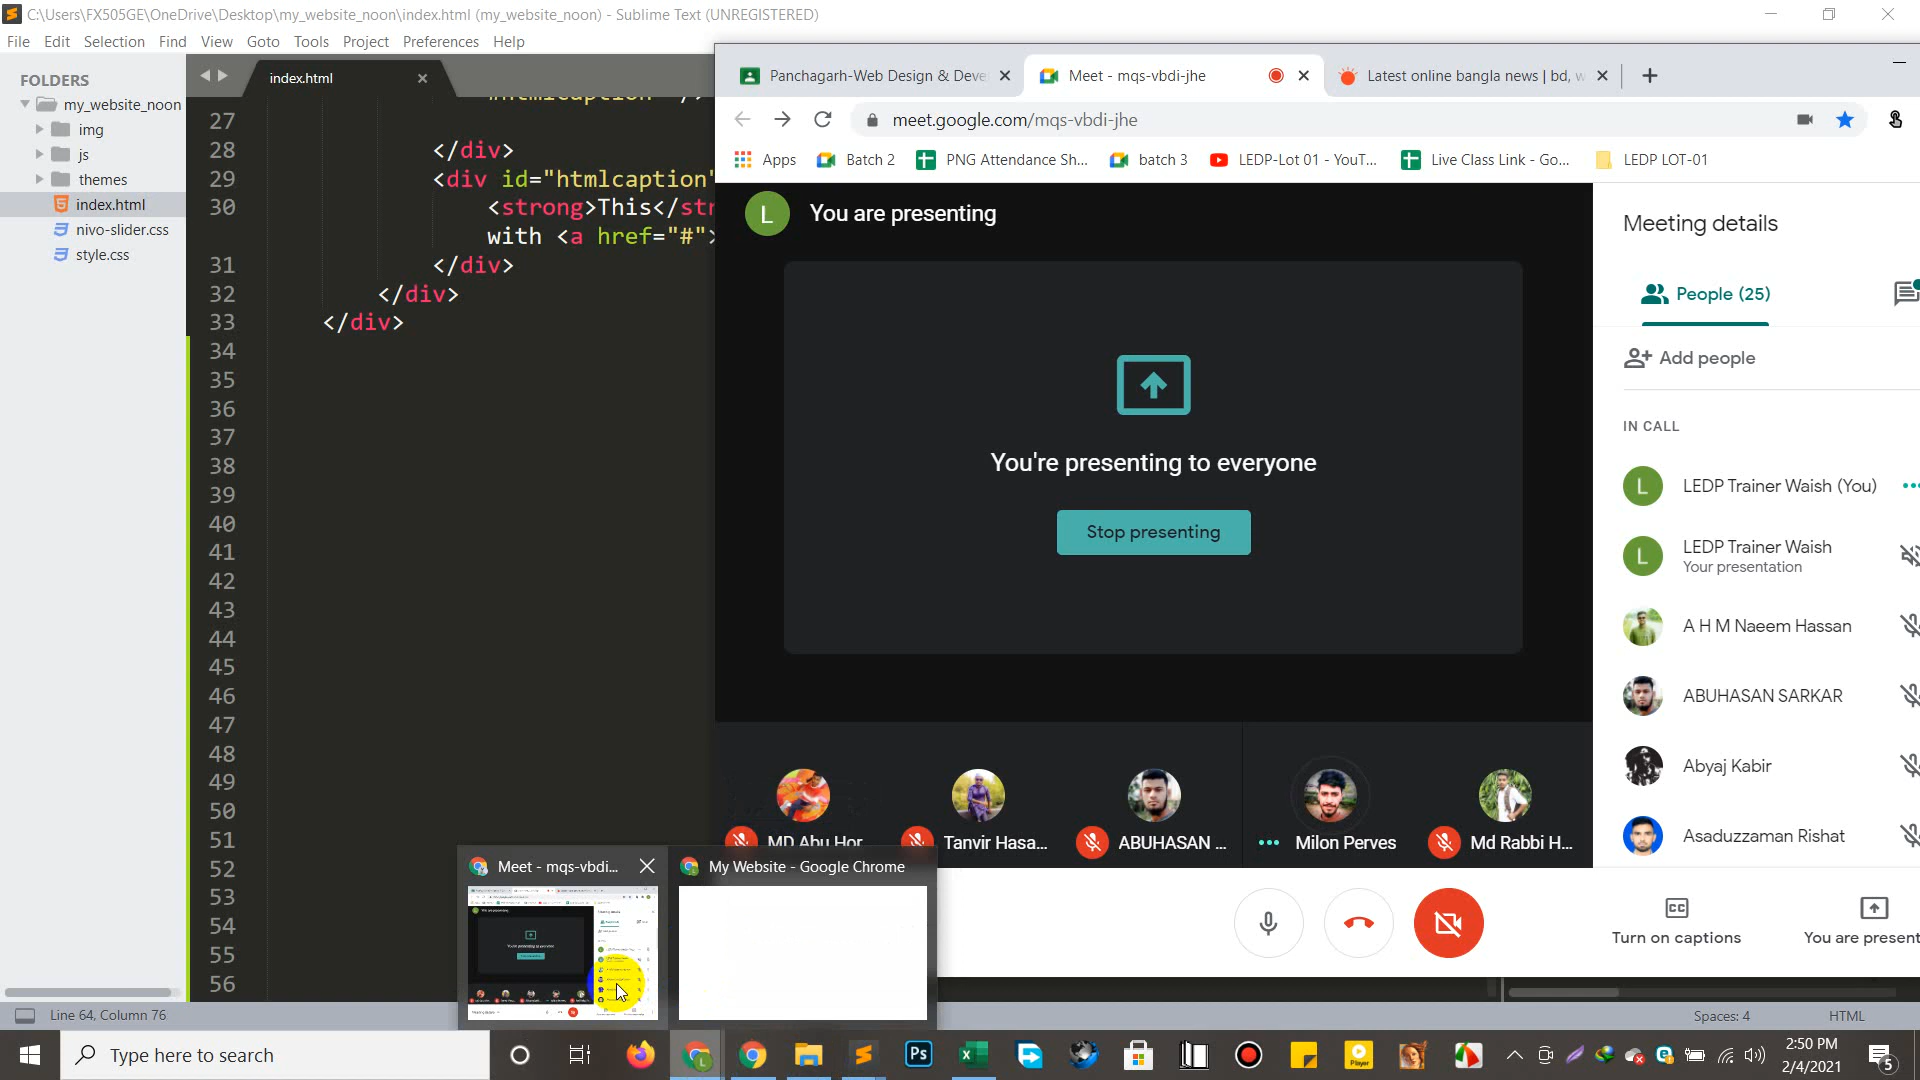 C:\Users\FX505GE\OneDrive\Desktop\my_website_noon\index.html (my_website_noon) - Sublime Text (UNREGISTERED)
File Edit Selection Find View Goto Tools Project Preferences Help
FOLDERS
my_website_noon
img
js
themes
index.html
nivo-slider.css
style.css
index.html
27
28 </div>
29 <div id="htmlcaption"
30 <strong>This</str
with <a href="#">
31 </div>
32 </div>
33 </div>
34
35
36
37
38
39
40
41
42
43
44
45
46
47
48
49
50
51
52
53
54
55
56
Panchagarh-Web Design & Deve
Meet - mqs-vbdi-jhe
Latest online bangla news | bd, w
meet.google.com/mqs-vbdi-jhe
Apps
Batch 2
PNG Attendance Sh...
batch 3
LEDP-Lot 01 - YouT...
Live Class Link - Go...
LEDP LOT-01
L You are presenting
You're presenting to everyone
Stop presenting
MD Abu Hor
Tanvir Hasa...
ABUHASAN ...
Milon Perves
Md Rabbi H...
Meeting details
People (25)
Add people
IN CALL
L LEDP Trainer Waish (You)
L LEDP Trainer Waish
Your presentation
A H M Naeem Hassan
ABUHASAN SARKAR
Abyaj Kabir
Asaduzzaman Rishat
CC
Turn on captions
You are present
Meet - mqs-vbdi...
My Website - Google Chrome
Line 64, Column 76
Spaces: 4
HTML
Type here to search
Ps
2:50 PM
2/4/2021
5